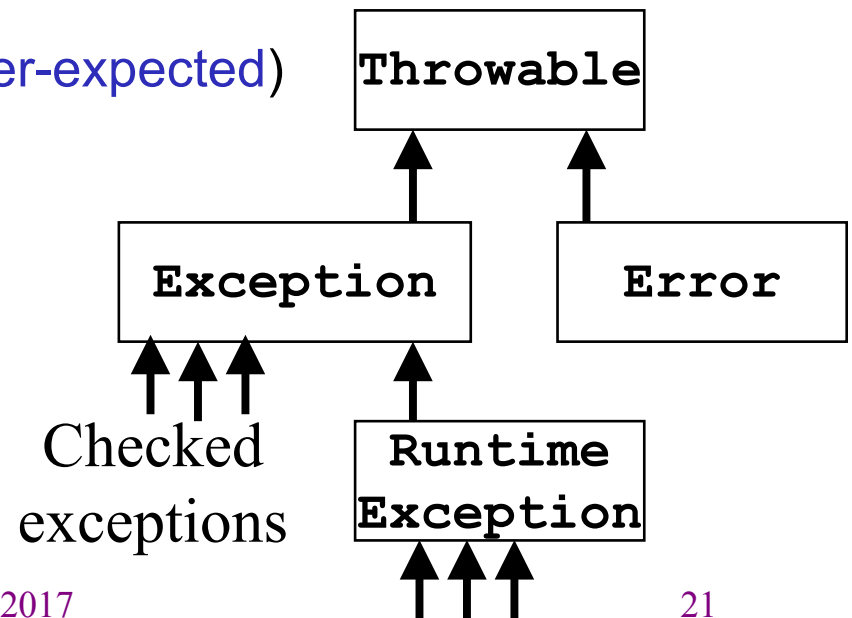 er-expected)
Throwable
Exception
Error
Checked
exceptions
Runtime
Exception
2017
21